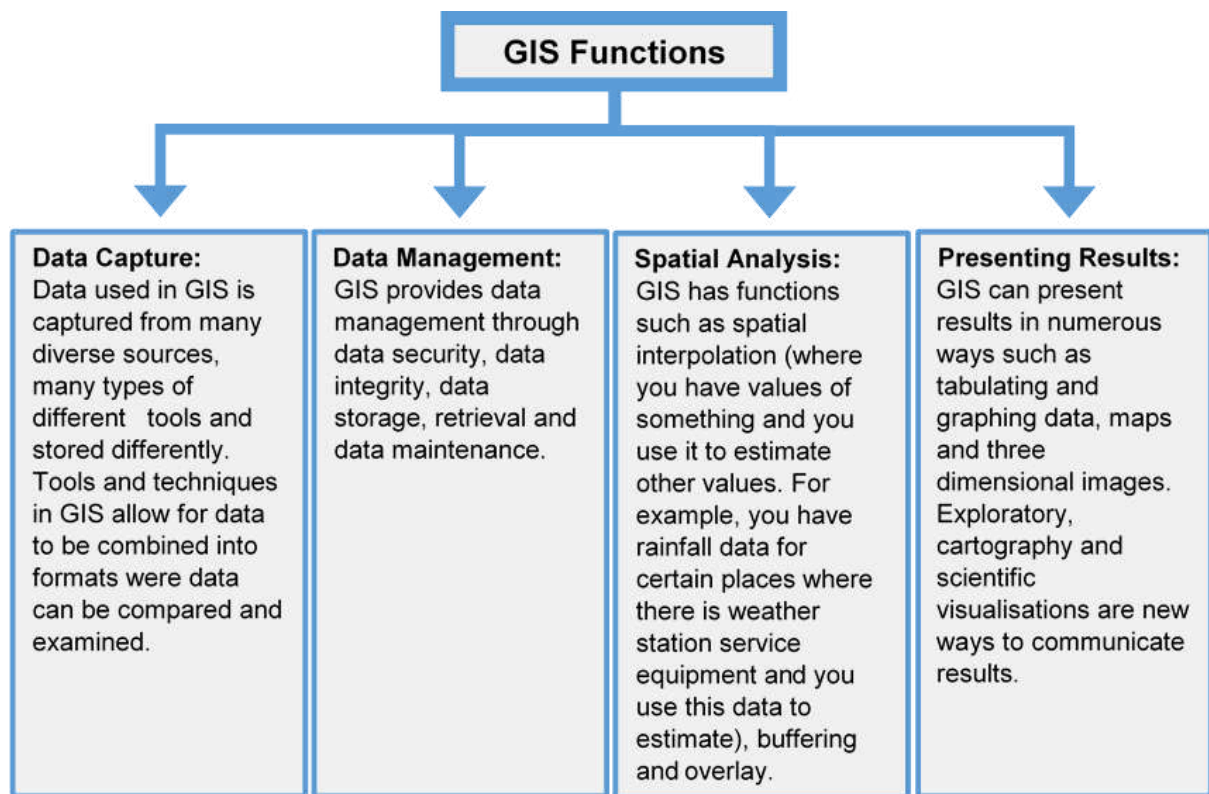 GIS Functions
Data Capture:
Data used in GIS is
captured from many
diverse sources,
many types of
different tools and
stored differently.
Tools and techniques
in GIS allow for data
to be combined into
formats were data
can be compared and
examined.
Data Management:
GIS provides data
management through
data security, data
integrity, data
storage, retrieval and
data maintenance.
Spatial Analysis:
GIS has functions
such as spatial
interpolation (where
you have values of
something and you
use it to estimate
other values. For
example, you have
rainfall data for
certain places where
there is weather
station service
equipment and you
use this data to
estimate), buffering
and overlay.
Presenting Results:
GIS can present
results in numerous
ways such as
tabulating and
graphing data, maps
and three
dimensional images.
Exploratory,
cartography and
scientific
visualisations are new
ways to communicate
results.